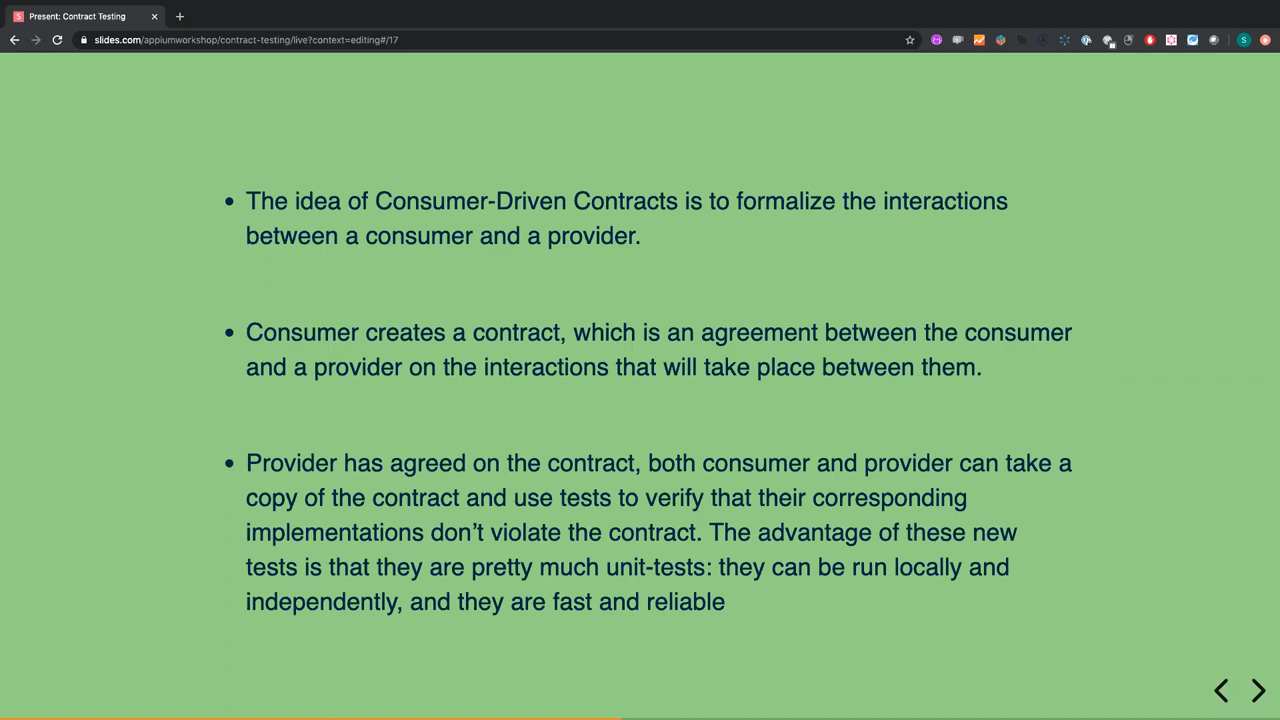 Present: Contract Testing
slides.com/appiumworkshop/contract-testing/live?context=editing#/17
S
• The idea of Consumer-Driven Contracts is to formalize the interactions
between a consumer and a provider.
• Consumer creates a contract, which is an agreement between the consumer
and a provider on the interactions that will take place between them.
• Provider has agreed on the contract, both consumer and provider can take a
copy of the contract and use tests to verify that their corresponding
implementations don’t violate the contract. The advantage of these new
tests is that they are pretty much unit-tests: they can be run locally and
independently, and they are fast and reliable